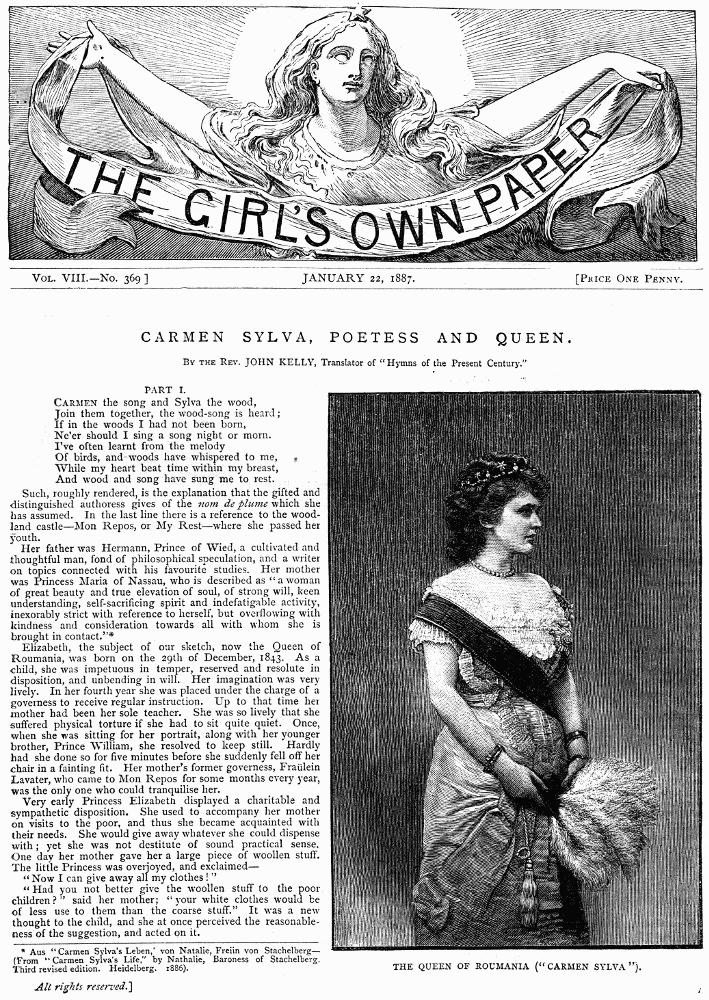 THE GIRL'S OWN PAPER
VOL. VIII.—No. 369]
JANUARY 22, 1887.
[PRICE ONE PENNY.
CARMEN SYLVA, POETESS AND QUEEN.
BY THE REV. JOHN KELLY, Translator of "Hymns of the Present Century."
PART I.
CARMEN the song and Sylva the wood,
Join them together, the wood-song is heard;
If in the woods I had not been born,
Ne'er should I sing a song night or morn.
I've often learnt from the melody
Of birds, and woods have whispered to me,
While my heart beat time within my breast,
And wood and song have sung me to rest.
Such, roughly rendered, is the explanation that the gifted and
distinguished authoress gives of the nom de plume which she
has assumed. In the last line there is a reference to the wood-
land castle—Mon Repos, or My Rest—where she passed her
youth.
Her father was Hermann, Prince of Wied, a cultivated and
thoughtful man, fond of philosophical speculation, and a writer
on topics connected with his favourite studies. Her mother
was Princess Maria of Nassau, who is described as "a woman
of great beauty and true elevation of soul, of strong will, keen
understanding, self-sacrificing spirit and indefatigable activity,
inexorably strict with reference to herself, but overflowing with
kindness and consideration towards all with whom she is
brought in contact."*
Elizabeth, the subject of our sketch, now the Queen of
Roumania, was born on the 29th of December, 1843. As a
child, she was impetuous in temper, reserved and resolute in
disposition, and unbending in will. Her imagination was very
lively. In her fourth year she was placed under the charge of a
governess to receive regular instruction. Up to that time her
mother had been her sole teacher. She was so lively that she
suffered physical torture if she had to sit quite quiet. Once,
when she was sitting for her portrait, along with her younger
brother, Prince William, she resolved to keep still. Hardly
had she done so for five minutes before she suddenly fell off her
chair in a fainting fit. Her mother's former governess, Fraülein
Lavater, who came to Mon Repos for some months every year,
was the only one who could tranquilise her.
Very early Princess Elizabeth displayed a charitable and
sympathetic disposition. She used to accompany her mother
on visits to the poor, and thus she became acquainted with
their needs. She would give away whatever she could dispense
with; yet she was not destitute of sound practical sense.
One day her mother gave her a large piece of woollen stuff.
The little Princess was overjoyed, and exclaimed—
"Now I can give away all my clothes!"
"Had you not better give the woollen stuff to the poor
children?" said her mother; "your white clothes would be
of less use to them than the coarse stuff." It was a new
thought to the child, and she at once perceived the reasonable-
ness of the suggestion, and acted on it.
* Aus "Carmen Sylva's Leben,' von Natalie, Freiin von Stachelberg—
(From "Carmen Sylva's Life," by Nathalie, Baroness of Stachelberg.
Third revised edition. Heidelberg. 1886).
All rights reserved.]
THE QUEEN OF ROUMANIA ("CARMEN SYLVA").